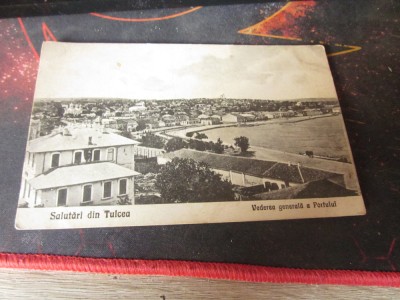 Salutări din Tulcea
Vederea generală a Portului